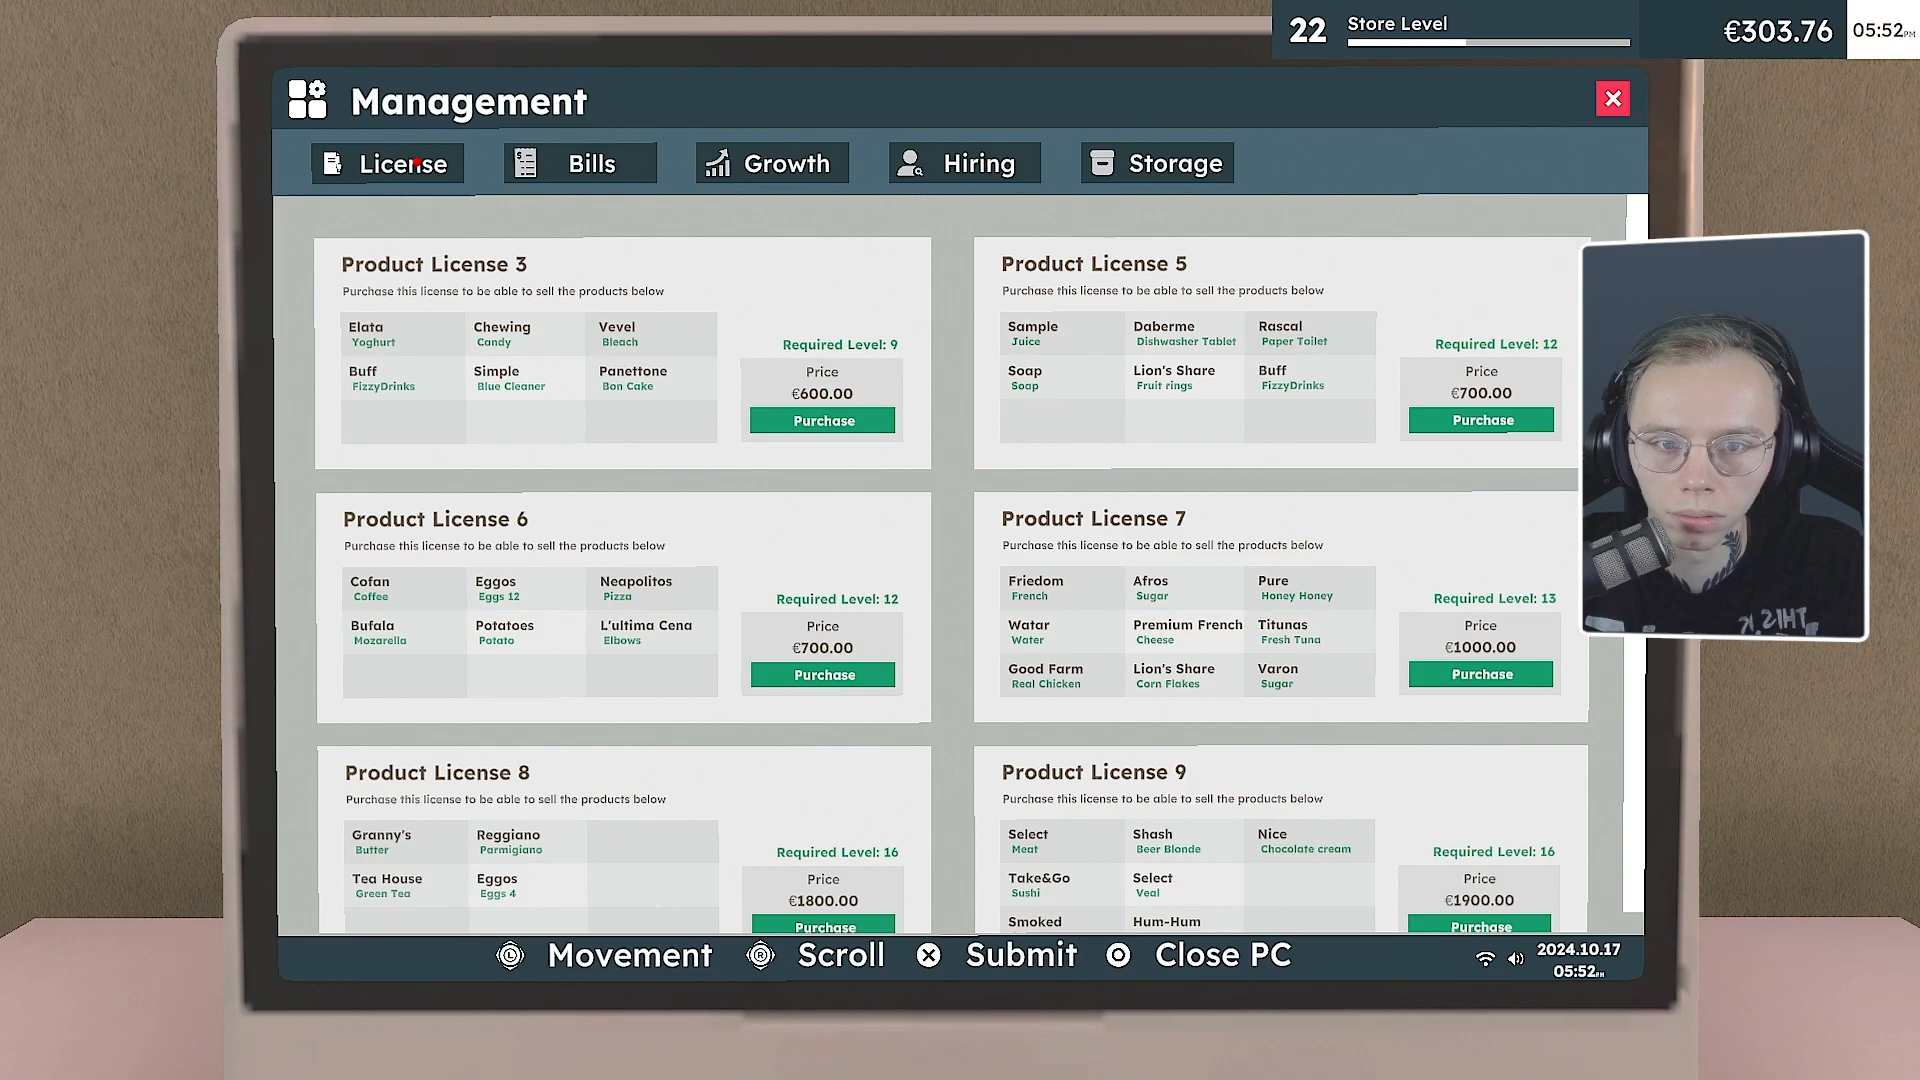 22 Store Level
€303.76
05:52PM
Management
License
Bills
Growth
Hiring
Storage
Product License 3
Purchase this license to be able to sell the products below
Elata
Yoghurt
Chewing
Candy
Vevel
Bleach
Buff
FizzyDrinks
Simple
Blue Cleaner
Panettone
Bon Cake
Required Level: 9
Price
€600.00
Purchase
Product License 5
Purchase this license to be able to sell the products below
Sample
Juice
Daberme
Dishwasher Tablet
Rascal
Paper Toilet
Soap
Soap
Lion's Share
Fruit rings
Buff
FizzyDrinks
Required Level: 12
Price
€700.00
Purchase
Product License 6
Purchase this license to be able to sell the products below
Cofan
Coffee
Eggos
Eggs 12
Neapolitos
Pizza
Bufala
Mozarella
Potatoes
Potato
L'ultima Cena
Elbows
Required Level: 12
Price
€700.00
Purchase
Product License 7
Purchase this license to be able to sell the products below
Friedom
French
Afros
Sugar
Pure
Honey Honey
Watar
Water
Premium French
Cheese
Titunas
Fresh Tuna
Good Farm
Real Chicken
Lion's Share
Corn Flakes
Varon
Sugar
Required Level: 13
Price
€1000.00
Purchase
Product License 8
Purchase this license to be able to sell the products below
Granny's
Butter
Reggiano
Parmigiano
Tea House
Green Tea
Eggos
Eggs 4
Required Level: 16
Price
€1800.00
Purchase
Product License 9
Purchase this license to be able to sell the products below
Select
Meat
Shash
Beer Blonde
Nice
Chocolate cream
Take&Go
Sushi
Select
Veal
Smoked
Hum-Hum
Required Level: 16
Price
€1900.00
Purchase
L Movement
R Scroll
Submit
Close PC
2024.10.17
05:52PM